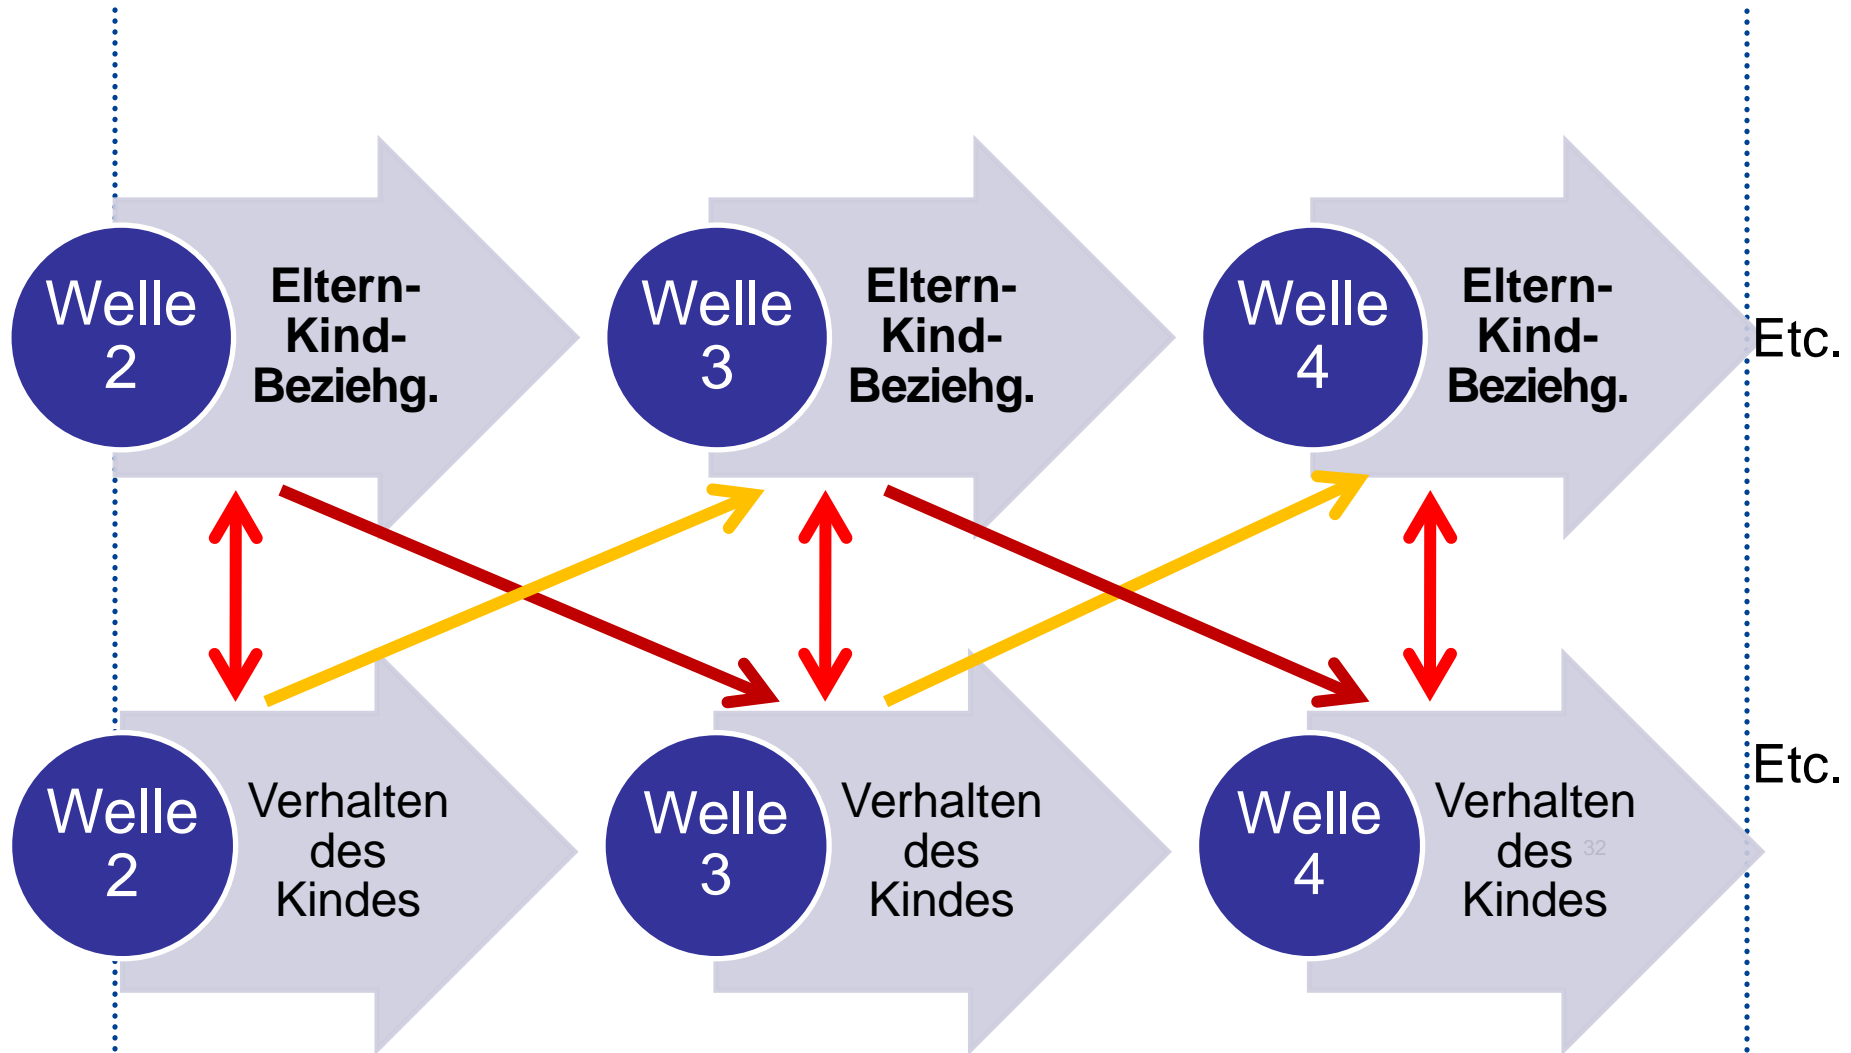 Welle
2
Eltern-
Kind-
Beziehg.
Welle
3
Eltern-
Kind-
Beziehg.
Welle
4
Eltern-
Kind-
Beziehg.
Etc.
Welle
2
Verhalten
des
Kindes
Welle
3
Verhalten
des
Kindes
Welle
4
Verhalten
des
Kindes
32
Etc.